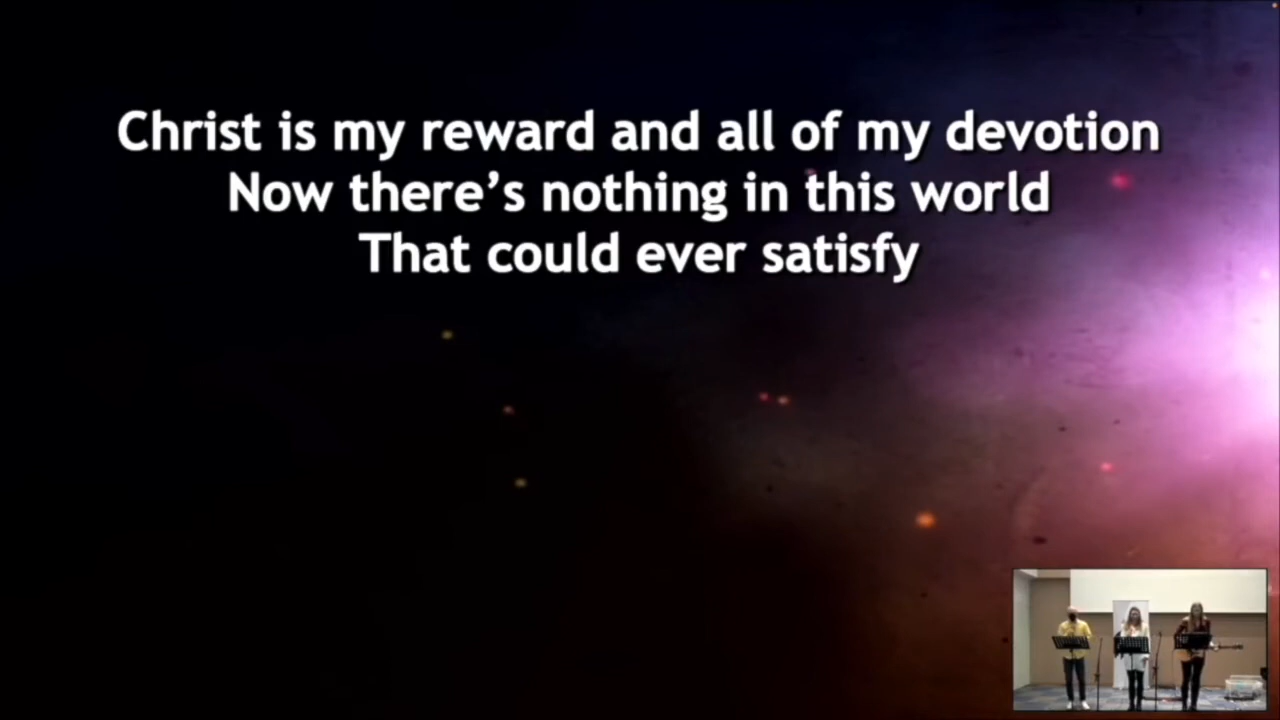 Christ is my reward and all of my devotion
Now there’s nothing in this world
That could ever satisfy